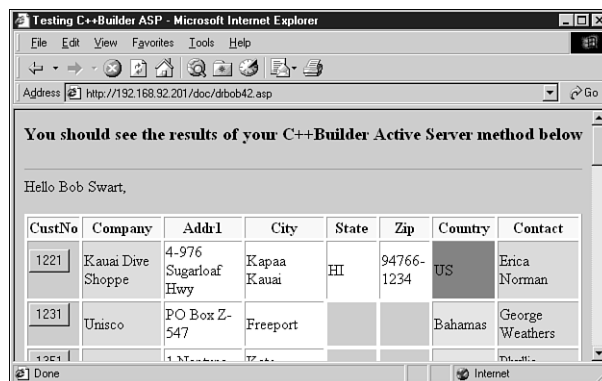 Testing C++Builder ASP - Microsoft Internet Explorer
File Edit View Favorites Tools Help
Address http://192.168.92.201/doc/drbob42.asp Go
You should see the results of your C++Builder Active Server method below
Hello Bob Swart,
CustNo Company Addr1 City State Zip Country Contact
1221 Kauai Dive Shoppe 4-976 Sugarloaf Hwy Kapaa Kauai HI 94766-1234 US Erica Norman
1231 Unisco PO Box Z-547 Freeport Bahamas George Weathers
1351
Done Internet